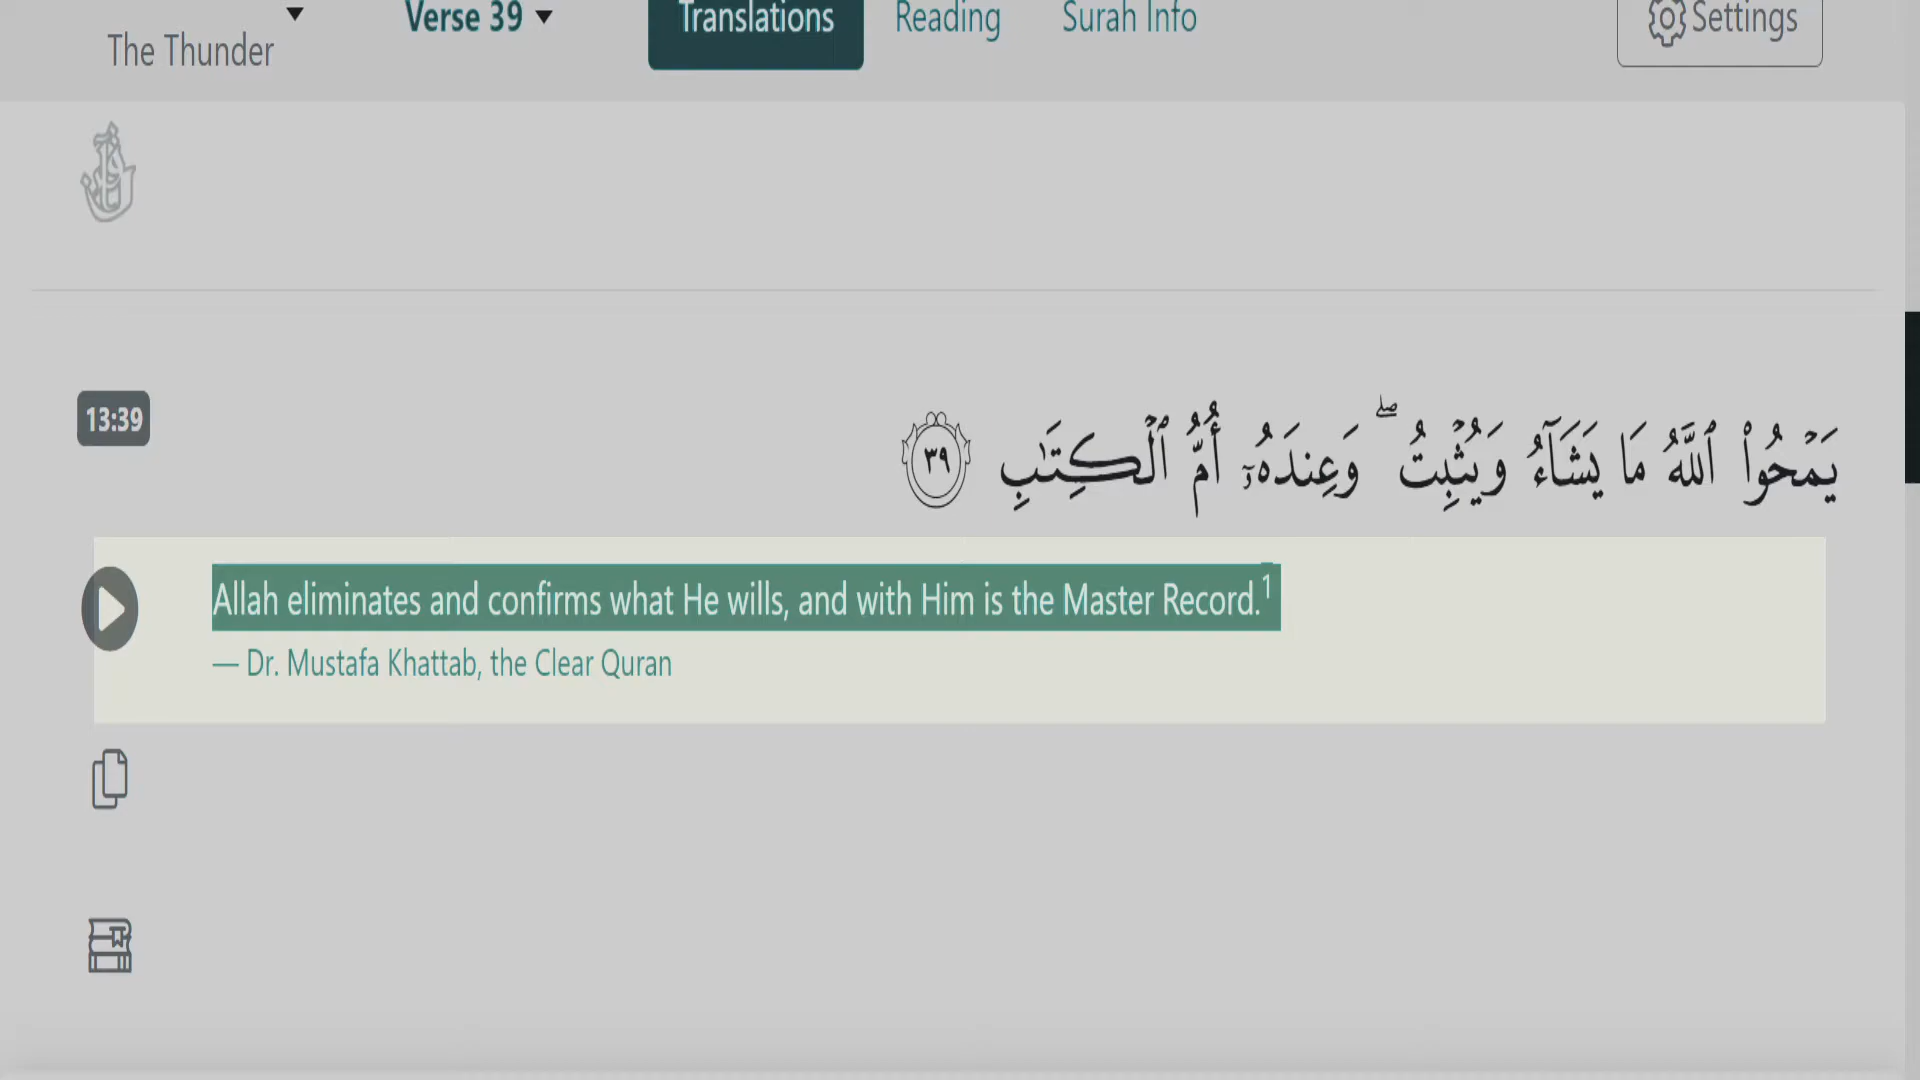 The Thunder
Verse 39
Translations
Reading
Surah Info
Settings
13:39
يَمْحُوا۟ ٱللَّهُ مَا يَشَآءُ وَيُثْبِتُ ۖ وَعِندَهُۥٓ أُمُّ ٱلْكِتَـٰبِ ٣٩
Allah eliminates and confirms what He wills, and with Him is the Master Record.1
— Dr. Mustafa Khattab, the Clear Quran